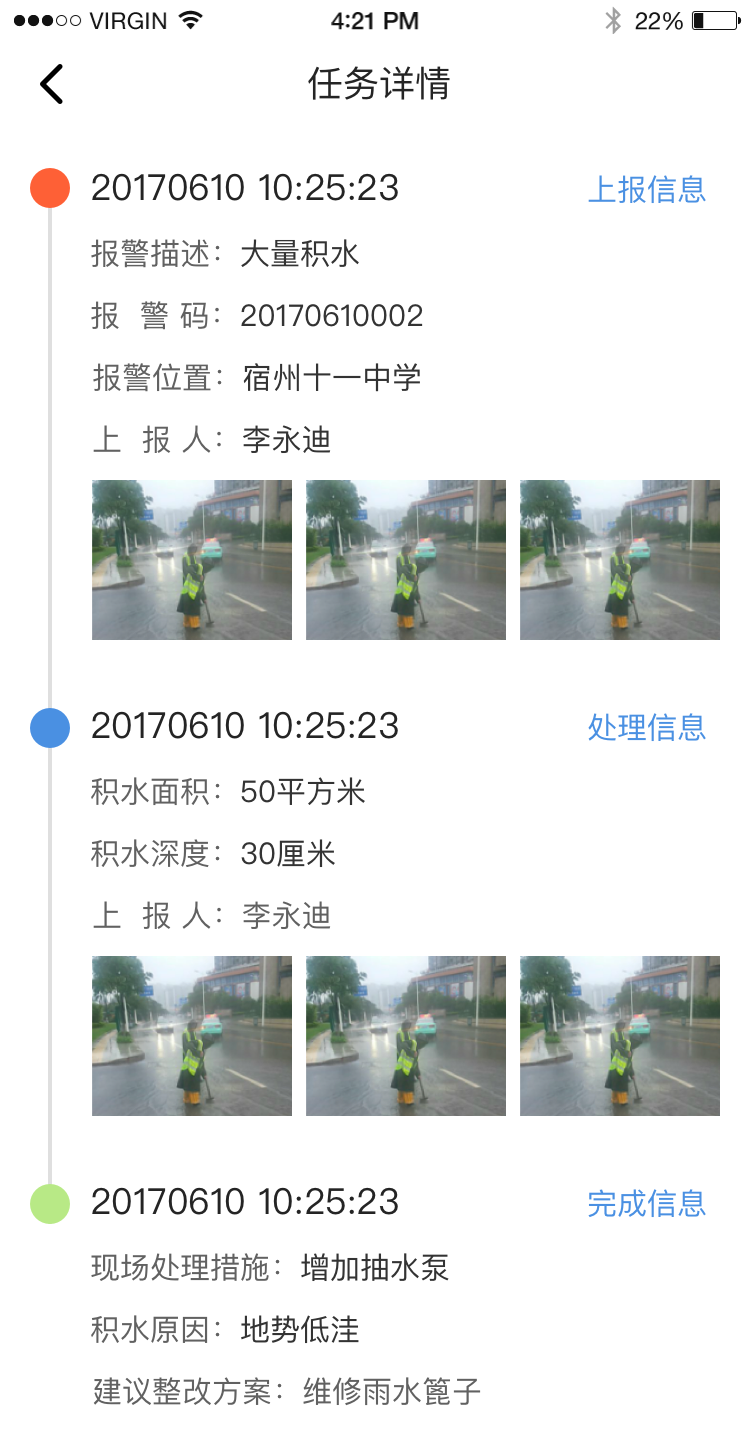 VIRGIN 4:21 PM 22%
任务详情
20170610 10:25:23 上报信息
报警描述：大量积水
报 警 码：20170610002
报警位置：宿州十一中学
上 报 人：李永迪
20170610 10:25:23 处理信息
积水面积：50平方米
积水深度：30厘米
上 报 人：李永迪
20170610 10:25:23 完成信息
现场处理措施：增加抽水泵
积水原因：地势低洼
建议整改方案：维修雨水篦子